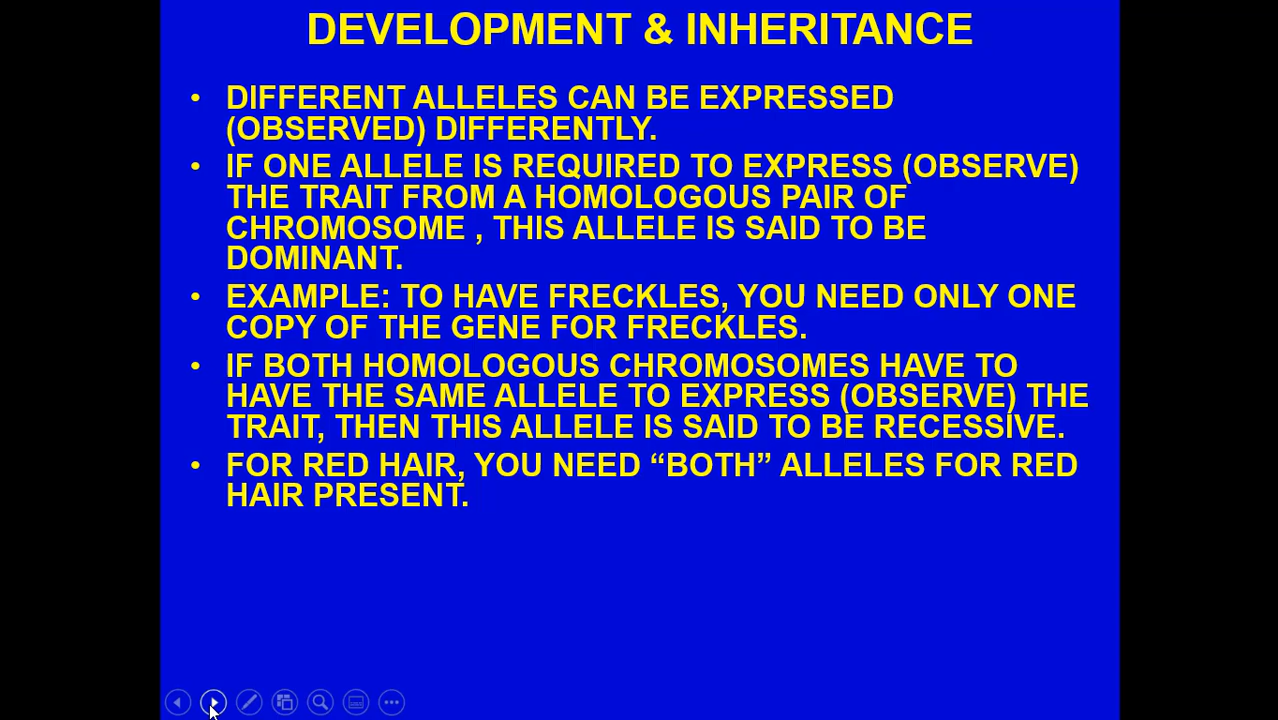 DEVELOPMENT & INHERITANCE
• DIFFERENT ALLELES CAN BE EXPRESSED
(OBSERVED) DIFFERENTLY.
• IF ONE ALLELE IS REQUIRED TO EXPRESS (OBSERVE)
THE TRAIT FROM A HOMOLOGOUS PAIR OF
CHROMOSOME , THIS ALLELE IS SAID TO BE
DOMINANT.
• EXAMPLE: TO HAVE FRECKLES, YOU NEED ONLY ONE
COPY OF THE GENE FOR FRECKLES.
• IF BOTH HOMOLOGOUS CHROMOSOMES HAVE TO
HAVE THE SAME ALLELE TO EXPRESS (OBSERVE) THE
TRAIT, THEN THIS ALLELE IS SAID TO BE RECESSIVE.
• FOR RED HAIR, YOU NEED “BOTH” ALLELES FOR RED
HAIR PRESENT.